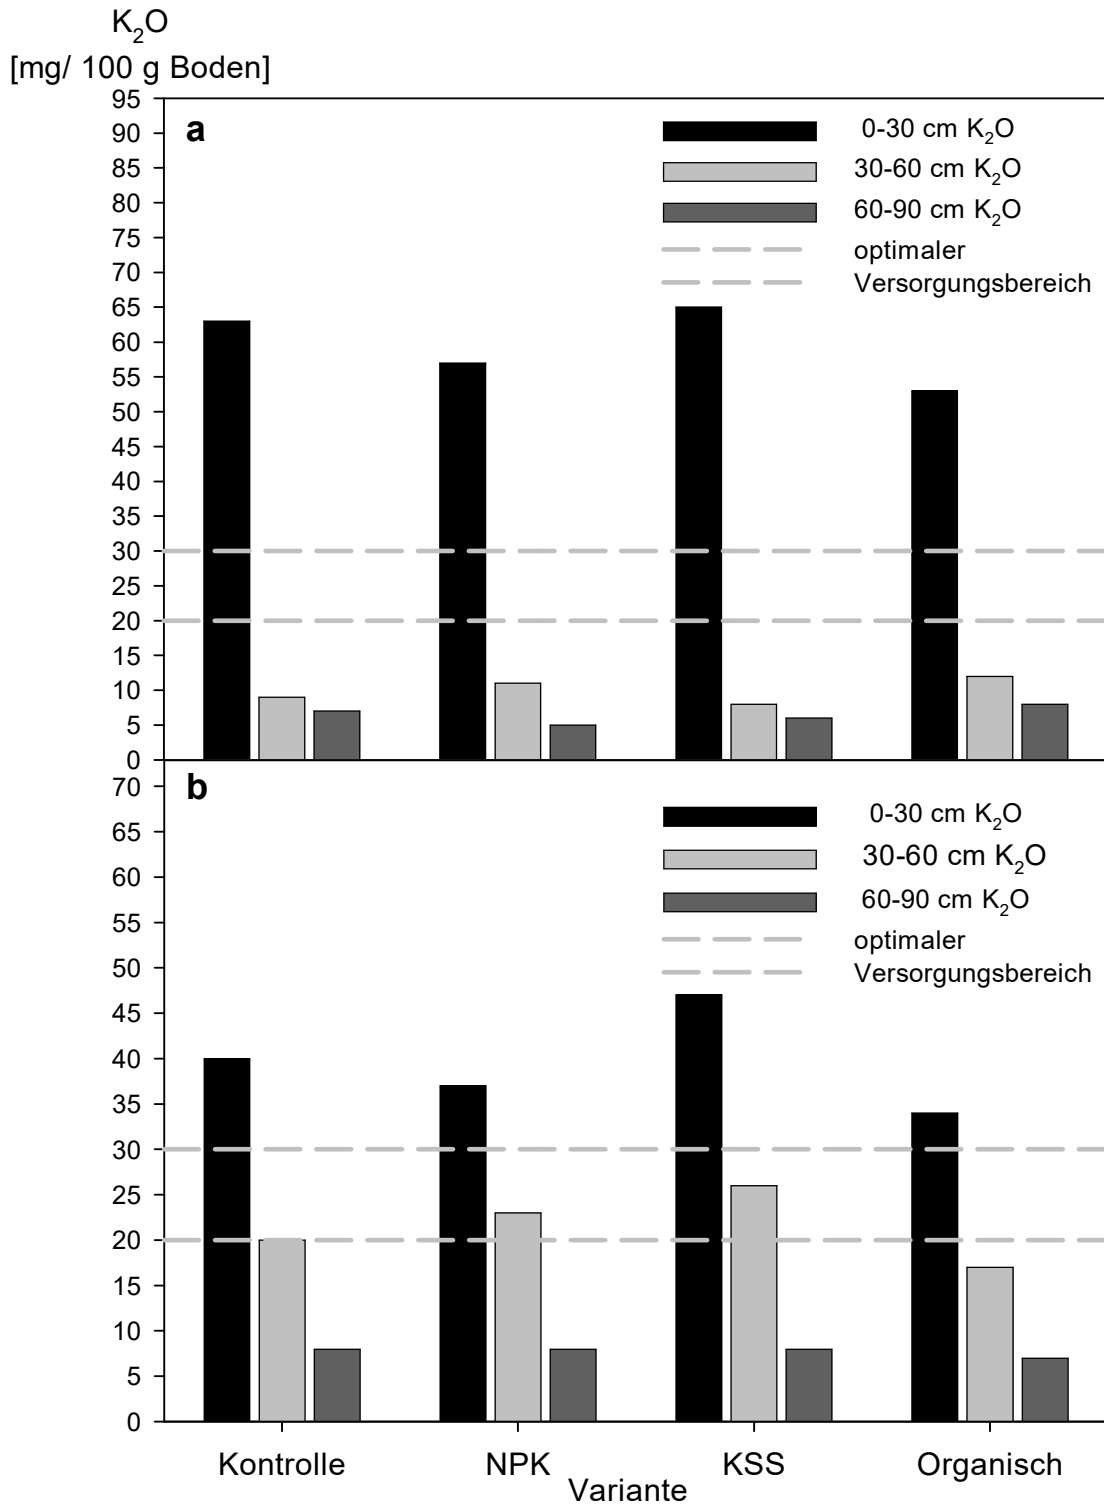 K₂O
[mg/ 100 g Boden]
95
90
85
80
75
70
65
60
55
50
45
40
35
30
25
20
15
10
5
0
a
0-30 cm K₂O
30-60 cm K₂O
60-90 cm K₂O
optimaler
Versorgungsbereich
70
65
60
55
50
45
40
35
30
25
20
15
10
5
0
b
0-30 cm K₂O
30-60 cm K₂O
60-90 cm K₂O
optimaler
Versorgungsbereich
Kontrolle NPK KSS Organisch
Variante